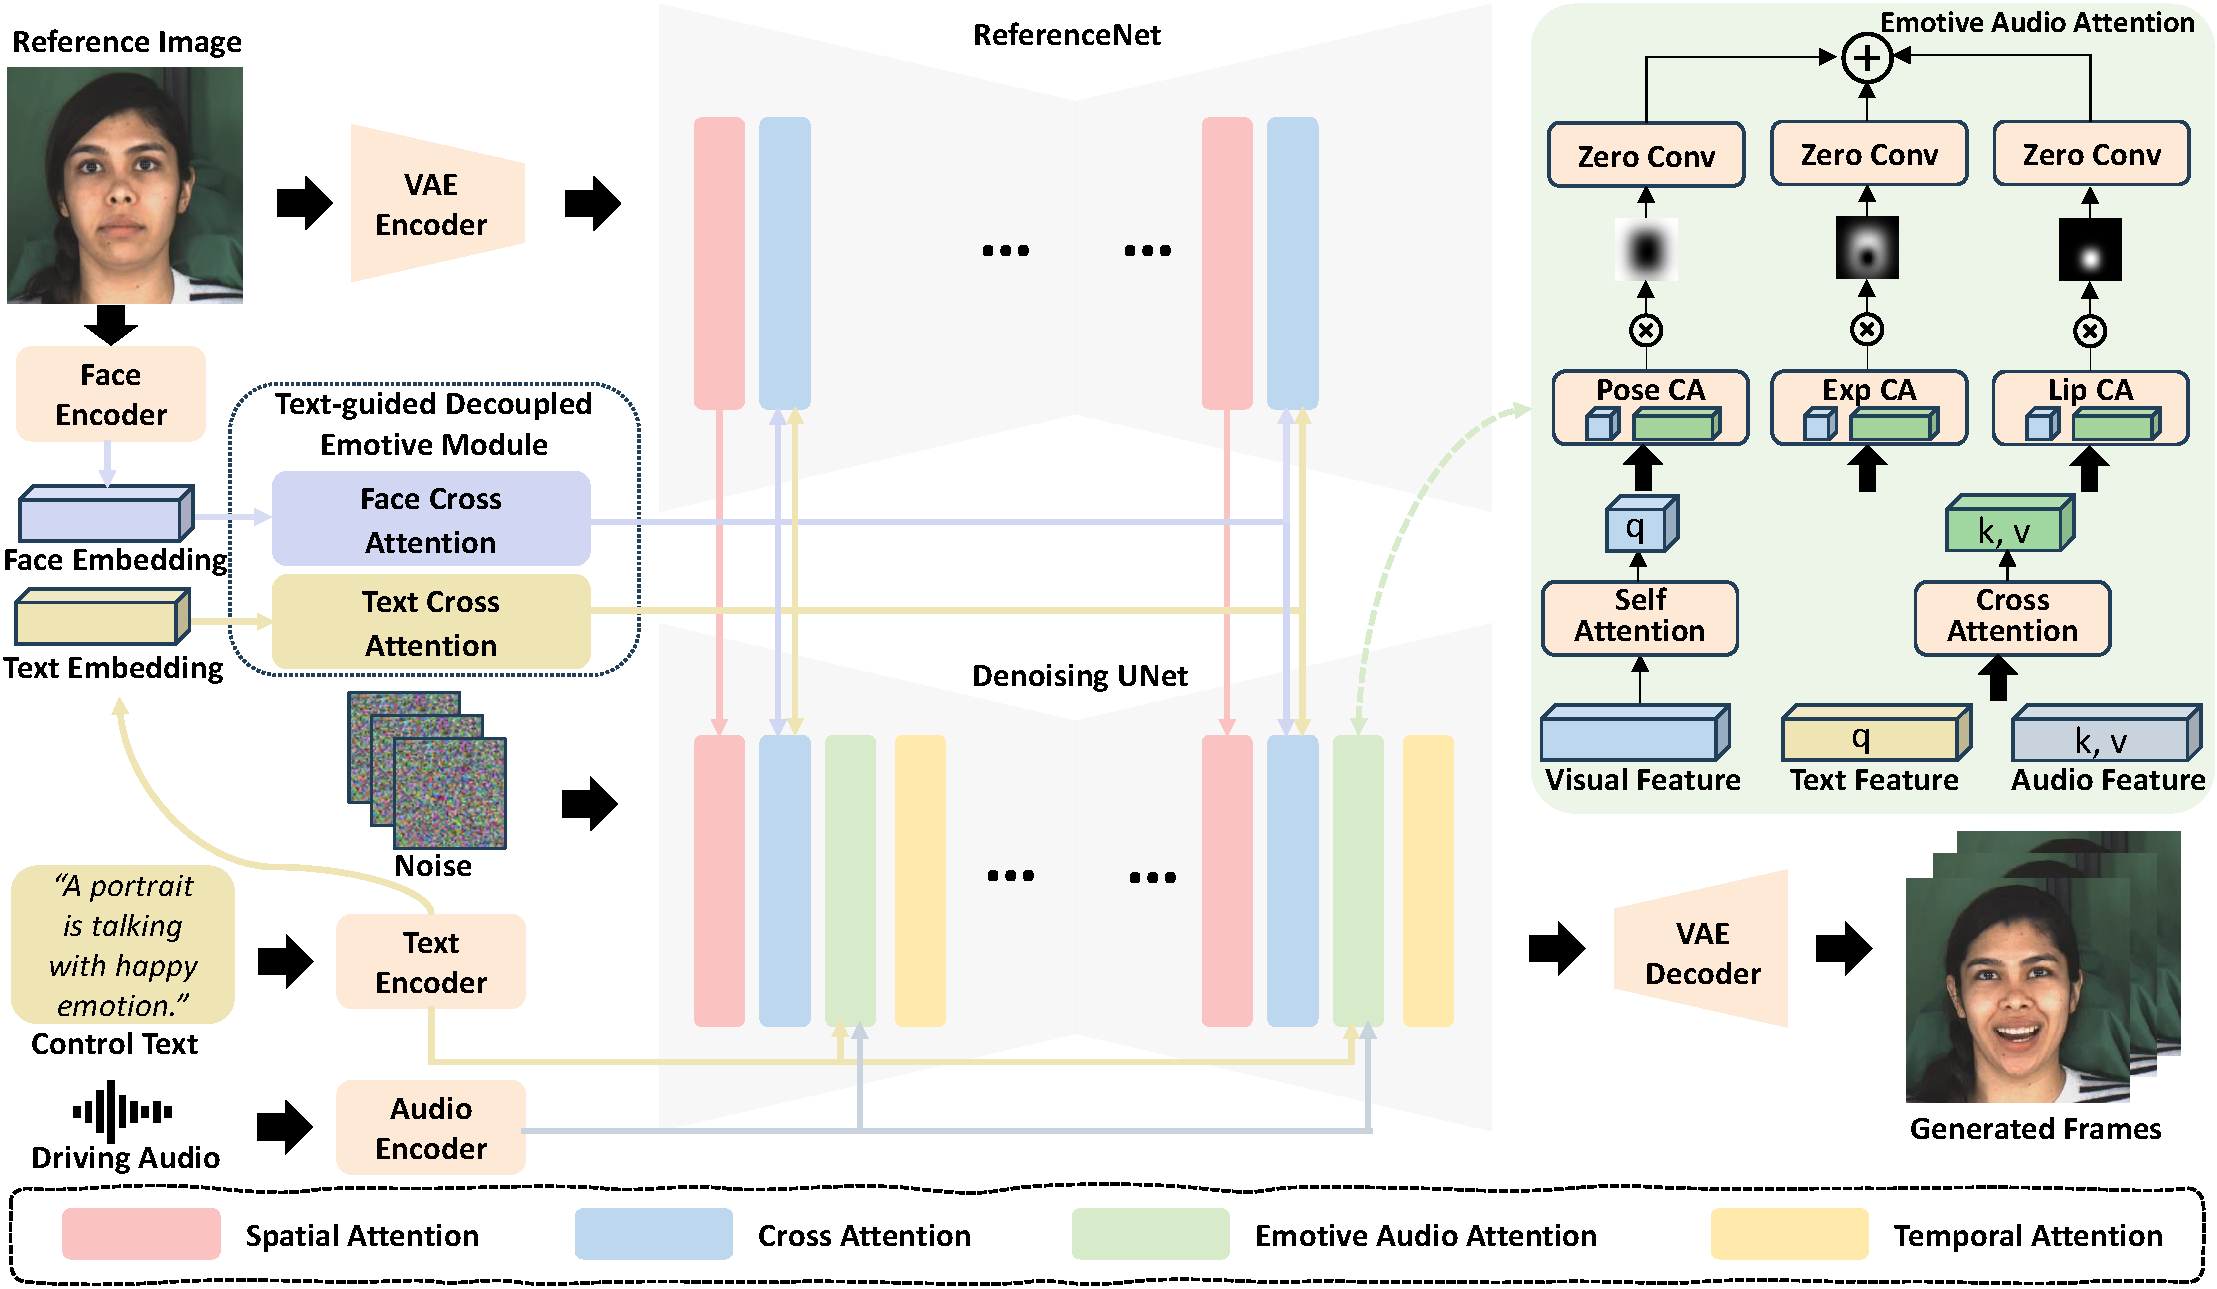 Reference Image
VAE
Encoder
Face
Encoder
Face Embedding
Text Embedding
Text-guided Decoupled
Emotive Module
Face Cross
Attention
Text Cross
Attention
Noise
“A portrait
is talking
with happy
emotion.”
Control Text
Text
Encoder
Driving Audio
Audio
Encoder
ReferenceNet
Denoising UNet
Emotive Audio Attention
Zero Conv
Zero Conv
Zero Conv
Pose CA
Exp CA
Lip CA
q
k, v
Self
Attention
Cross
Attention
q
k, v
Visual Feature
Text Feature
Audio Feature
VAE
Decoder
Generated Frames
Spatial Attention
Cross Attention
Emotive Audio Attention
Temporal Attention